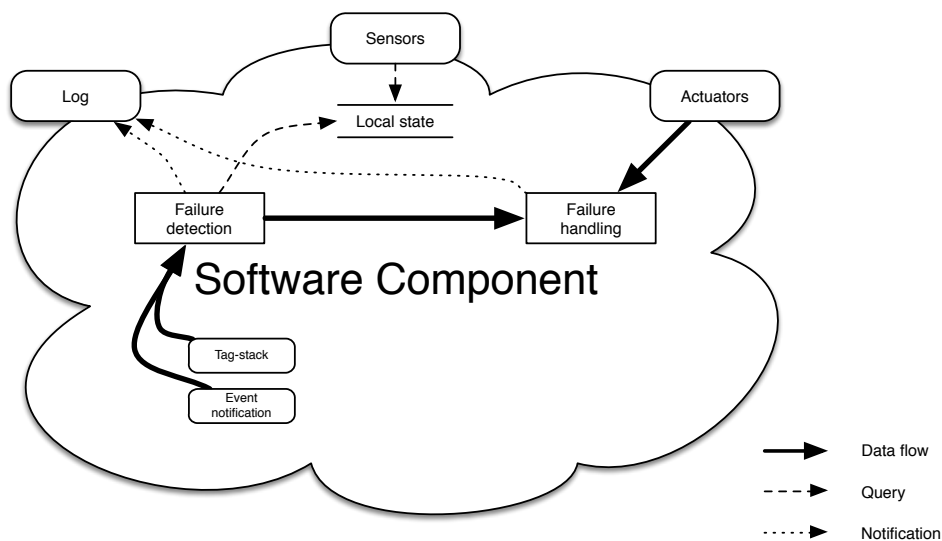 Sensors
Log
Actuators
Local state
Failure
detection
Failure
handling
Software Component
Tag-stack
Event
notification
Data flow
Query
Notification